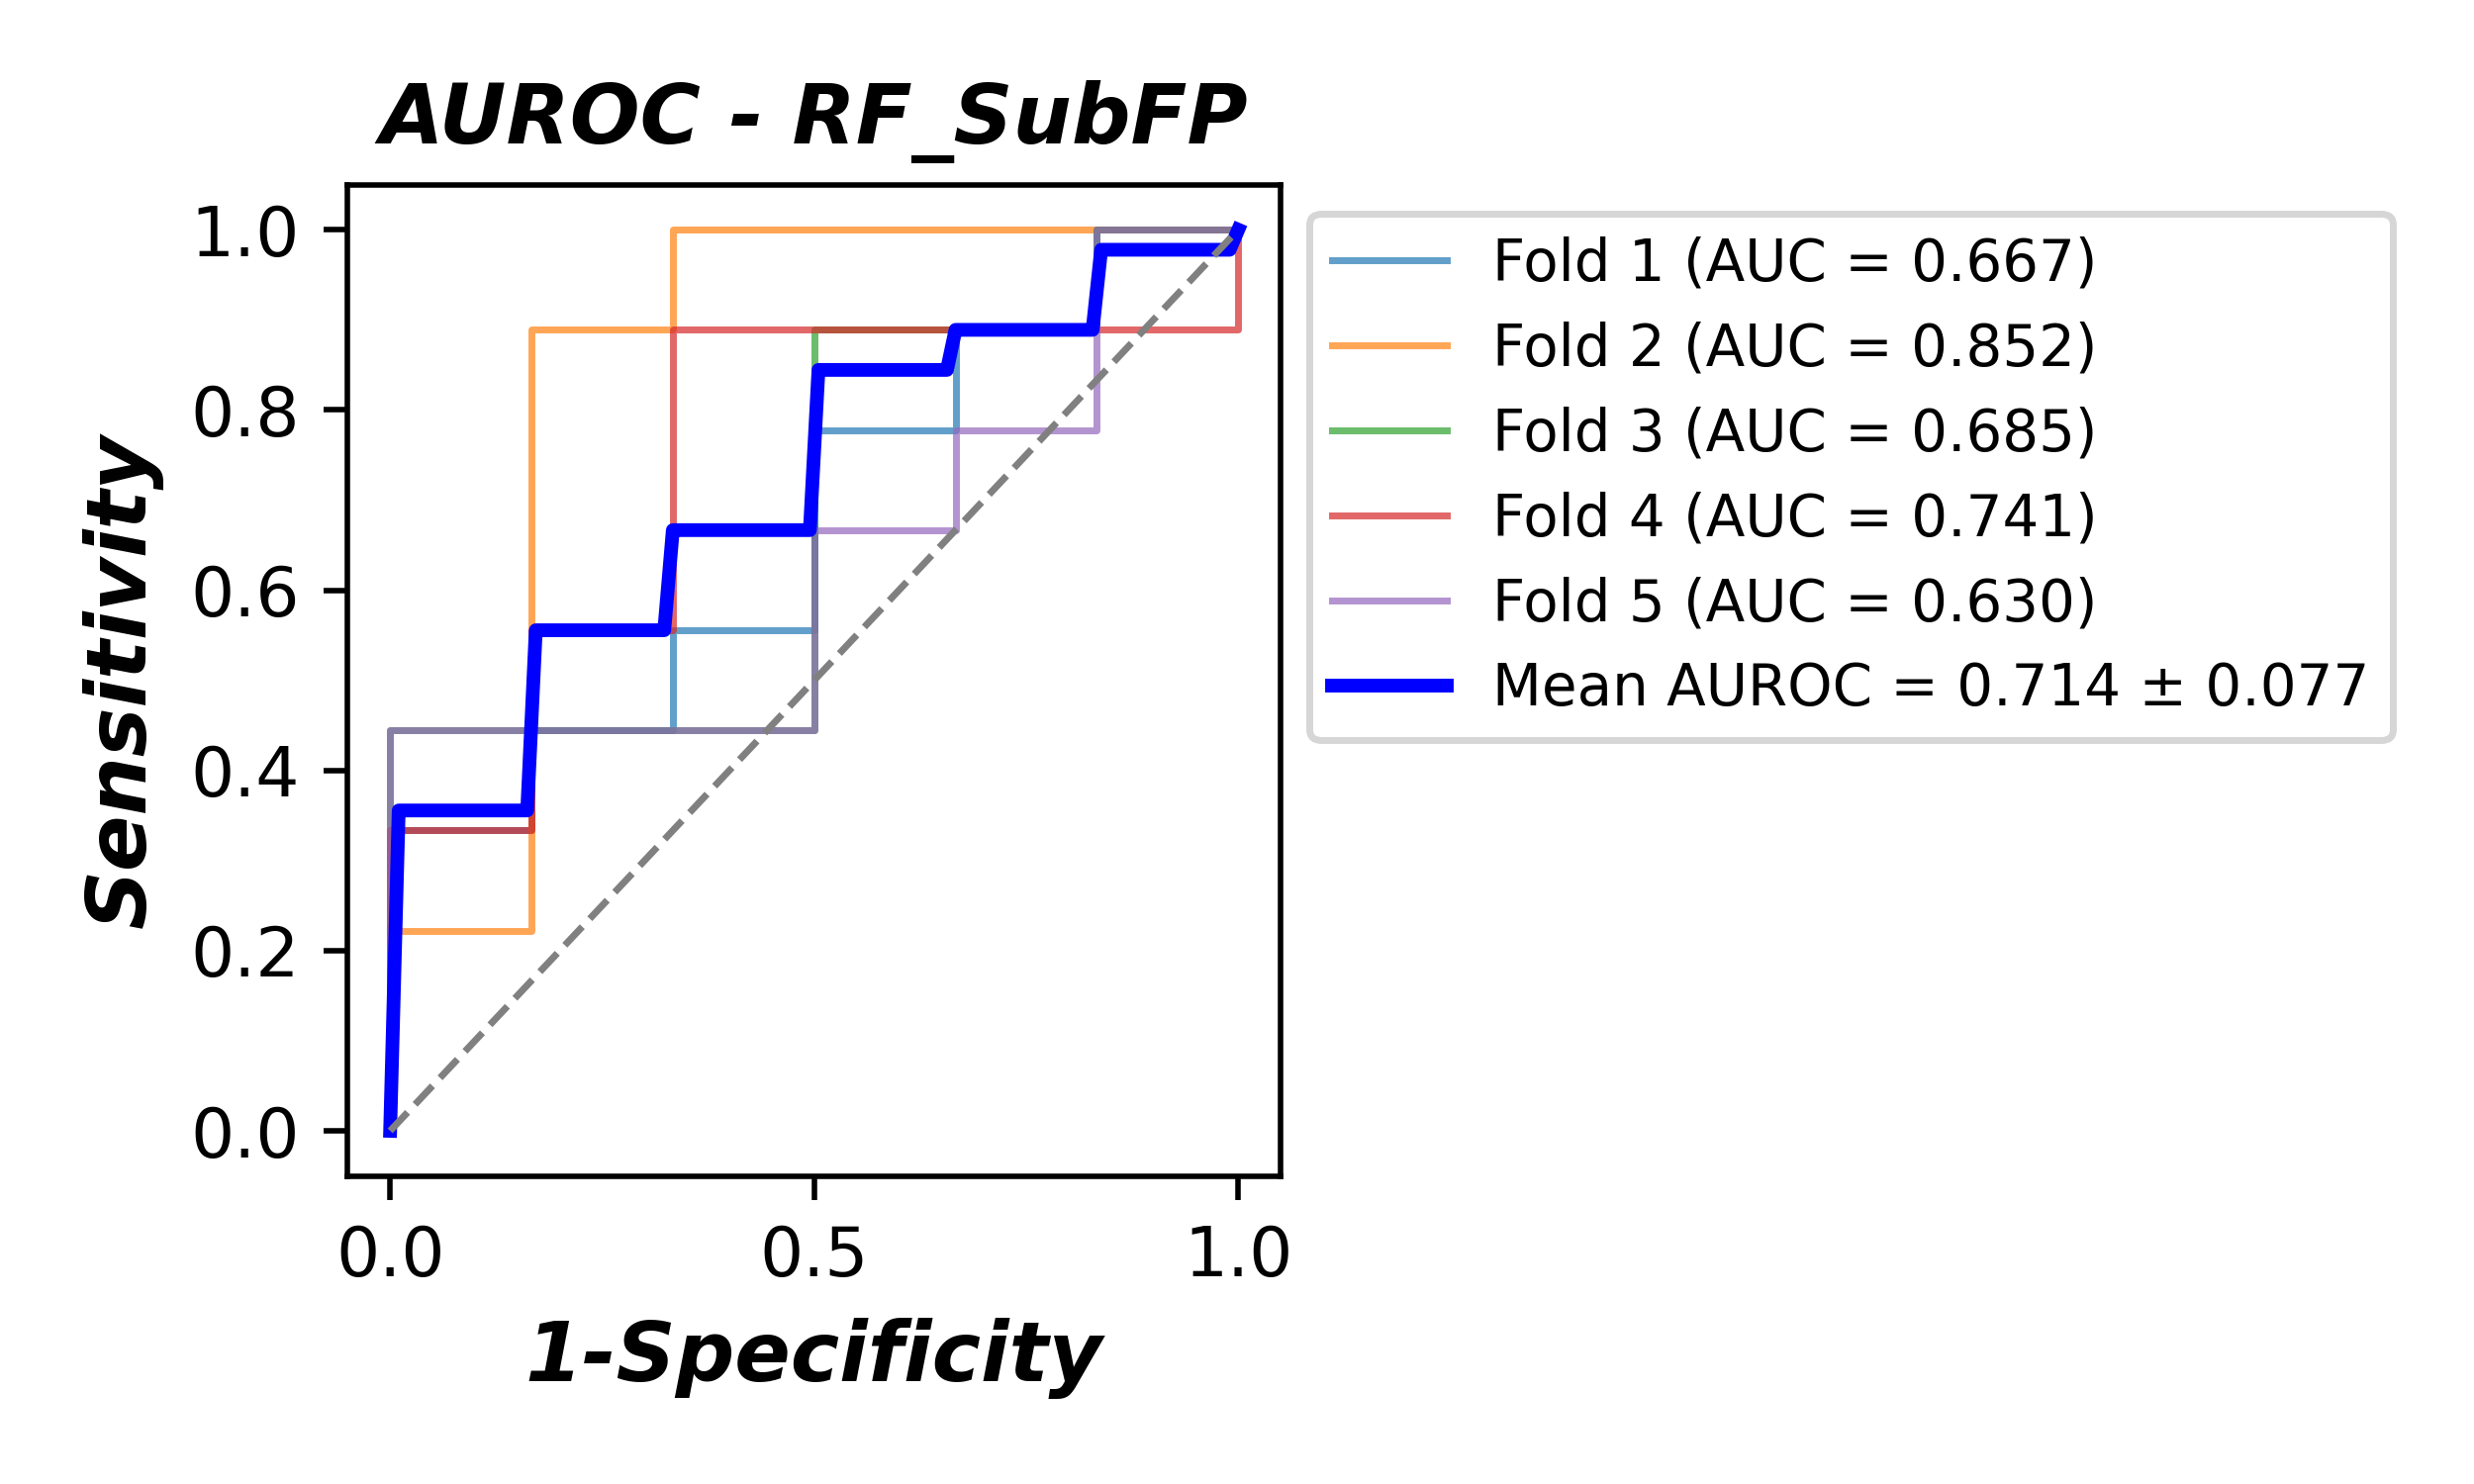 AUROC - RF_SubFP
1.0
0.8
0.6
0.4
0.2
0.0
Sensitivity
0.0 0.5 1.0
1-Specificity
Fold 1 (AUC = 0.667)
Fold 2 (AUC = 0.852)
Fold 3 (AUC = 0.685)
Fold 4 (AUC = 0.741)
Fold 5 (AUC = 0.630)
Mean AUROC = 0.714 ± 0.077